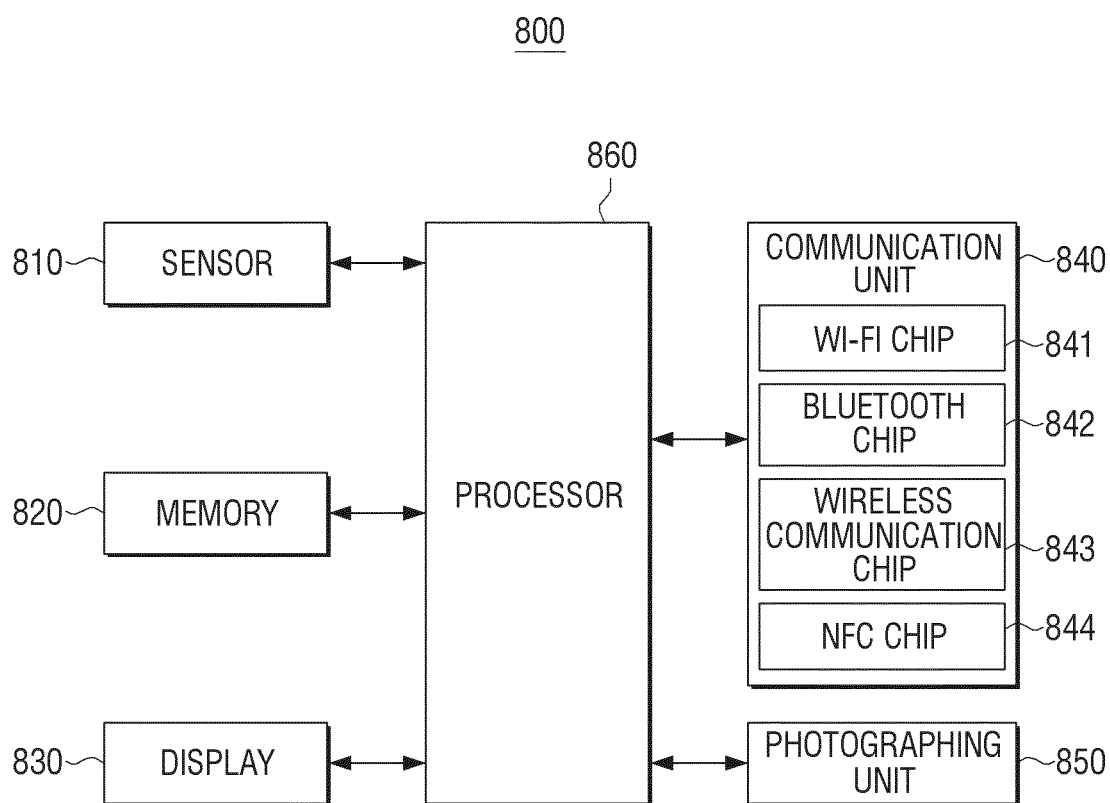 800
860
810
SENSOR
820
MEMORY
830
DISPLAY
PROCESSOR
COMMUNICATION
UNIT
840
WI-FI CHIP
841
BLUETOOTH
CHIP
842
WIRELESS
COMMUNICATION
CHIP
843
NFC CHIP
844
PHOTOGRAPHING
UNIT
850